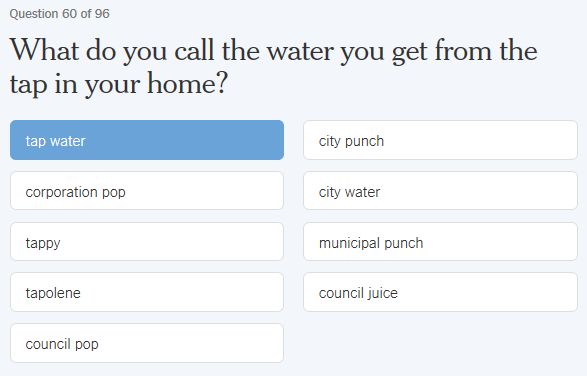 Question 60 of 96
What do you call the water you get from the
tap in your home?
tap water
city punch
corporation pop
city water
tappy
municipal punch
tapolene
council juice
council pop